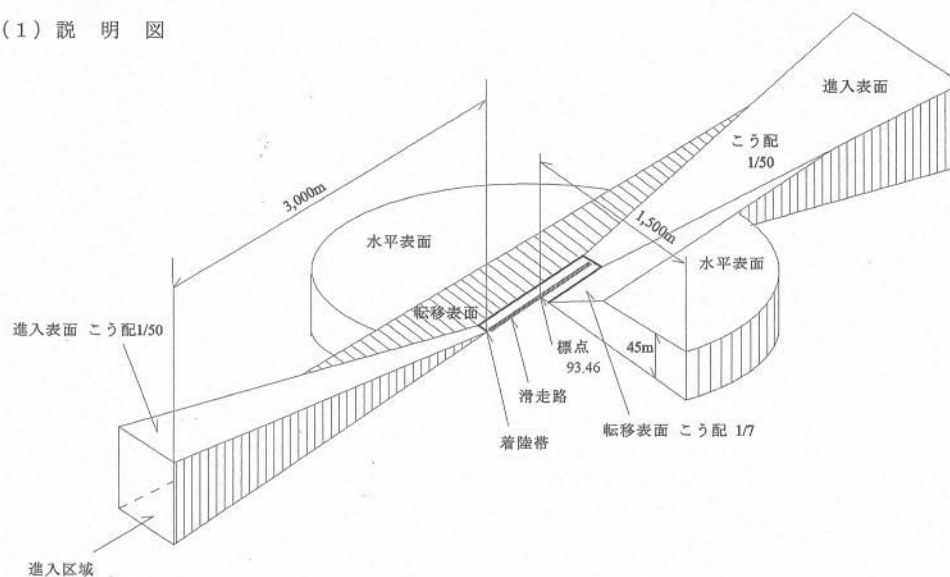 (1) 説 明 図
進入表面
こう配
1/50
3,000m
1,500m
水平表面
水平表面
転移表面
進入表面 こう配1/50
標点
93.46
45m
滑走路
転移表面 こう配 1/7
着陸帯
進入区域